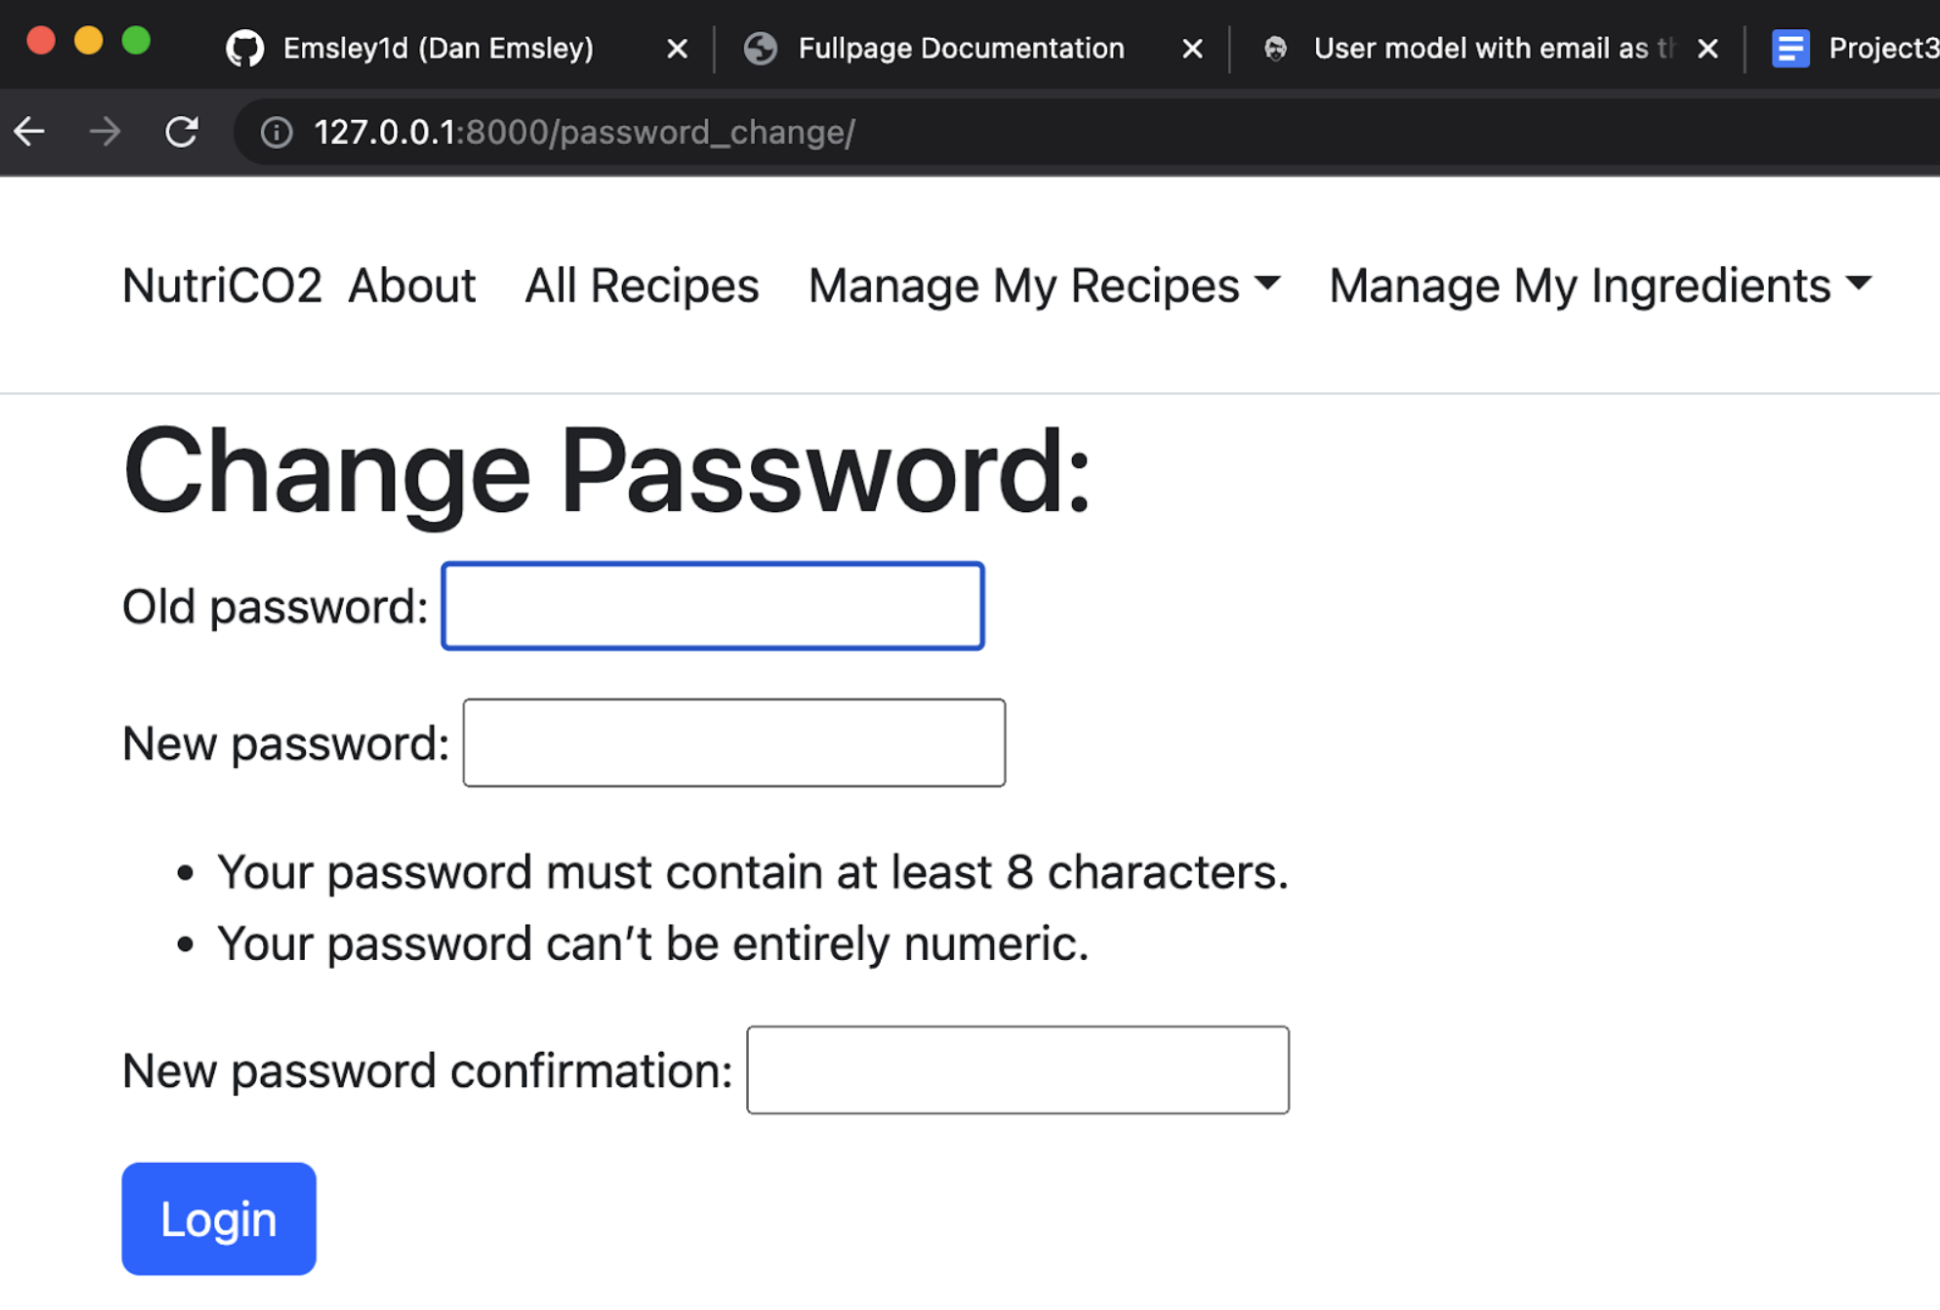 Emsley1d (Dan Emsley)
Fullpage Documentation
User model with email as th
Project3
127.0.0.1:8000/password_change/
NutriCO2 About All Recipes Manage My Recipes Manage My Ingredients
Change Password:
Old password:
New password:
• Your password must contain at least 8 characters.
• Your password can’t be entirely numeric.
New password confirmation:
Login